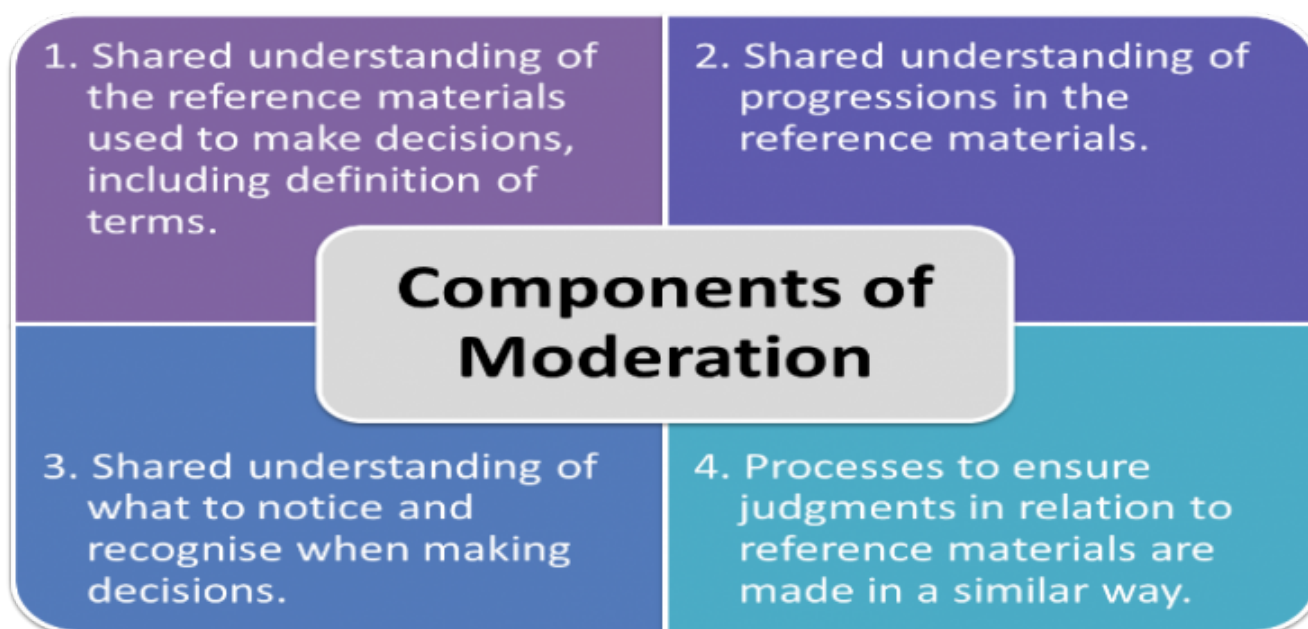 1. Shared understanding of
the reference materials
used to make decisions,
including definition of
terms.
2. Shared understanding of
progressions in the
reference materials.
Components of
Moderation
3. Shared understanding of
what to notice and
recognise when making
decisions.
4. Processes to ensure
judgments in relation to
reference materials are
made in a similar way.